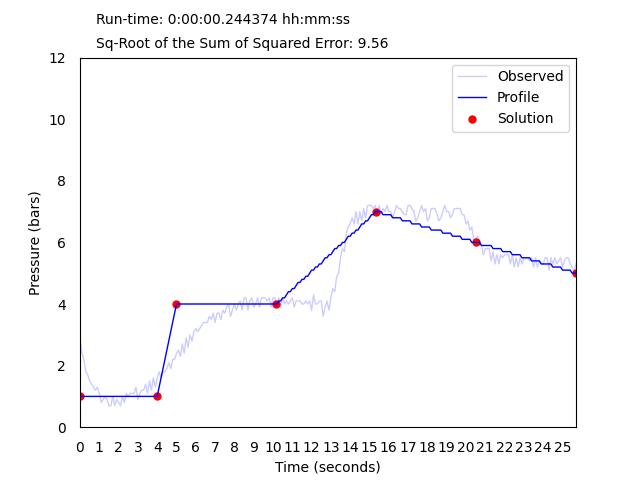 Run-time: 0:00:00.244374 hh:mm:ss
Sq-Root of the Sum of Squared Error: 9.56
12
10
8
6
4
2
0
Pressure (bars)
Observed
Profile
Solution
0 1 2 3 4 5 6 7 8 9 10 11 12 13 14 15 16 17 18 19 20 21 22 23 24 25
Time (seconds)